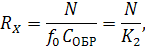 R_X = N / (f_0 C_ОБР) = N / K_2,